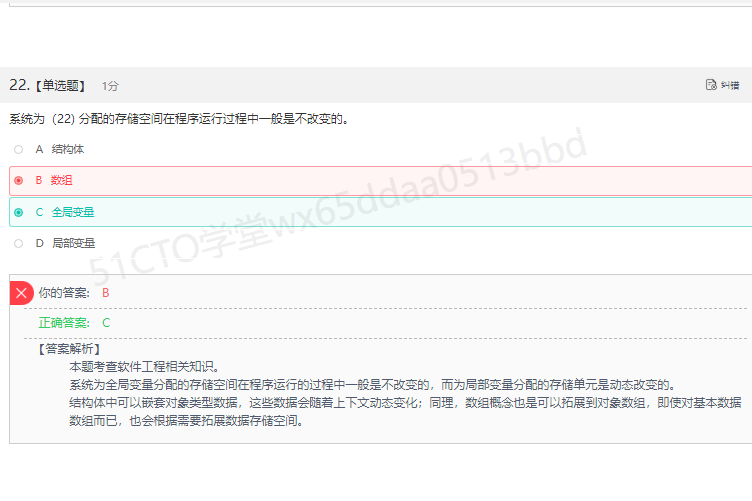 22.【单选题】 1分 纠错
系统为（22) 分配的存储空间在程序运行过程中一般是不改变的。
A 结构体
B 数组
C 全局变量
D 局部变量
51CTO学堂wx65ddaa0513bbd
你的答案: B
正确答案: C
【答案解析】
本题考查软件工程相关知识。
系统为全局变量分配的存储空间在程序运行的过程中一般是不改变的，而为局部变量分配的存储单元是动态改变的。
结构体中可以嵌套对象类型数据，这些数据会随着上下文动态变化；同理，数组概念也是可以拓展到对象数组，即使对基本数据
数组而已，也会根据需要拓展数据存储空间。